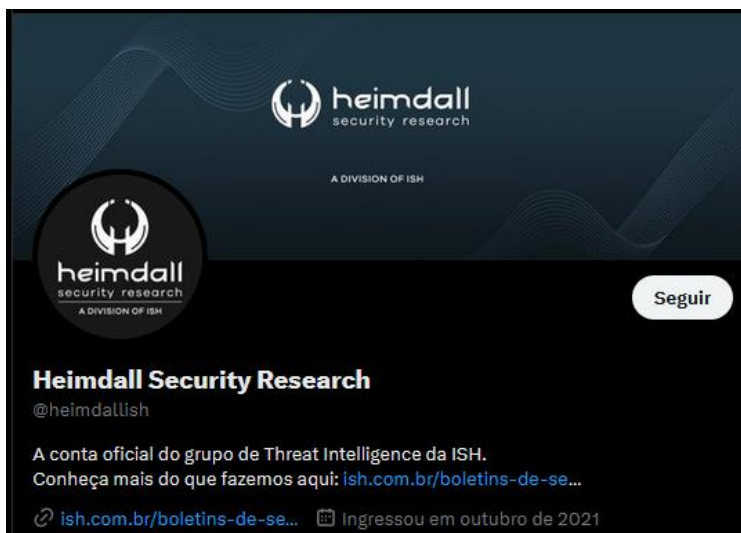 heimdall
security research
A DIVISION OF ISH
heimdall
security research
A DIVISION OF ISH
Seguir
Heimdall Security Research
@heimdallish
A conta oficial do grupo de Threat Intelligence da ISH.
Conheça mais do que fazemos aqui: ish.com.br/boletins-de-se...
ish.com.br/boletins-de-se... Ingressou em outubro de 2021